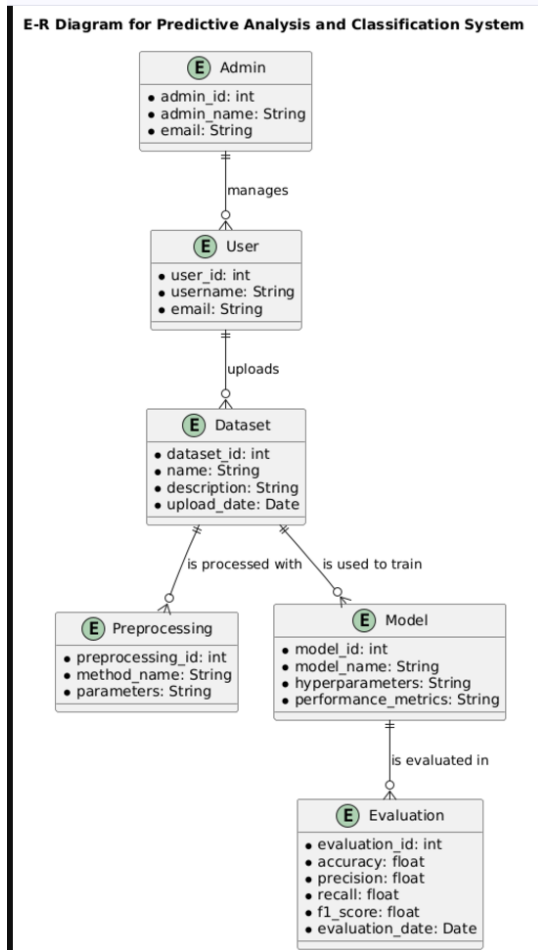 E-R Diagram for Predictive Analysis and Classification System
E Admin
admin_id: int
admin_name: String
email: String
manages
E User
user_id: int
username: String
email: String
uploads
E Dataset
dataset_id: int
name: String
description: String
upload_date: Date
is processed with
is used to train
E Preprocessing
preprocessing_id: int
method_name: String
parameters: String
E Model
model_id: int
model_name: String
hyperparameters: String
performance_metrics: String
is evaluated in
E Evaluation
evaluation_id: int
accuracy: float
precision: float
recall: float
f1_score: float
evaluation_date: Date